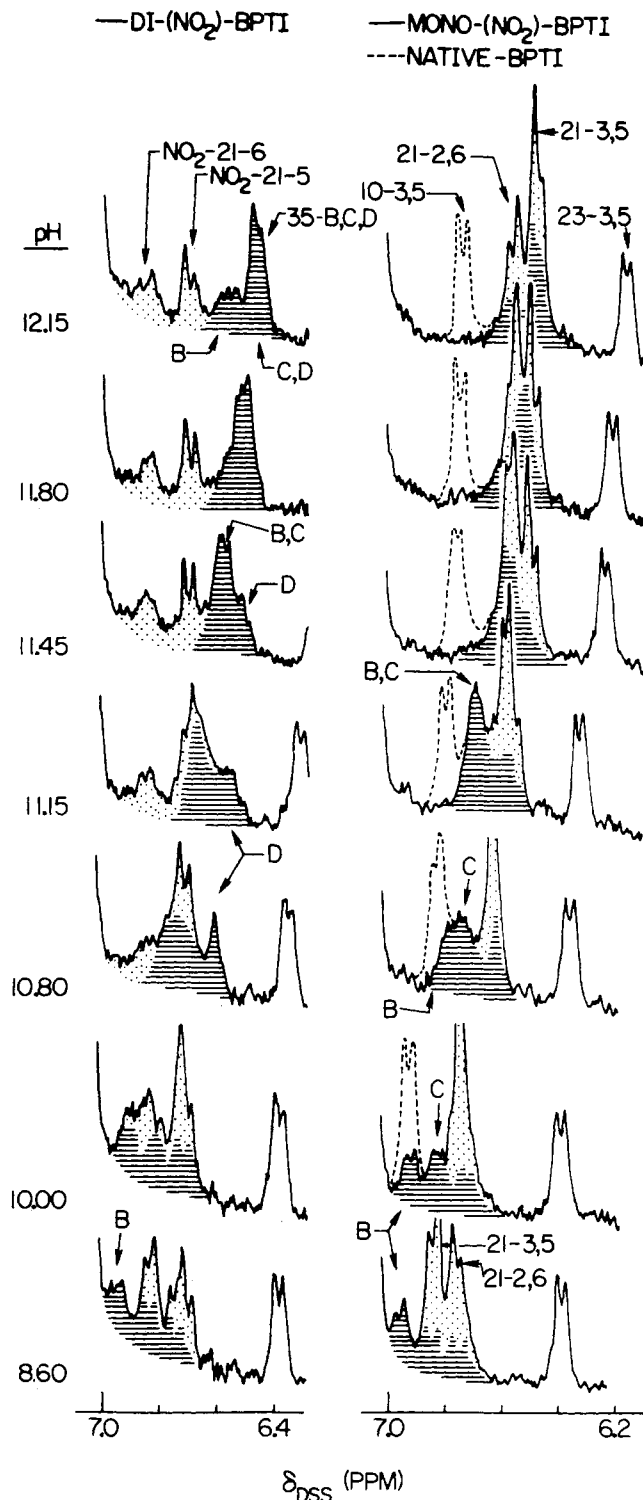 — DI-(NO₂)-BPTI
— MONO-(NO₂)-BPTI
---- NATIVE-BPTI
pH
NO₂-21-6
NO₂-21-5
35-B,C,D
B
C,D
21-3,5
21-2,6
10-3,5
23-3,5
12.15
11.80
B,C
D
11.45
B,C
11.15
D
C
B
10.80
C
10.00
B
B
21-3,5
21-2,6
8.60
7.0
6.4
7.0
6.2
δDSS (PPM)